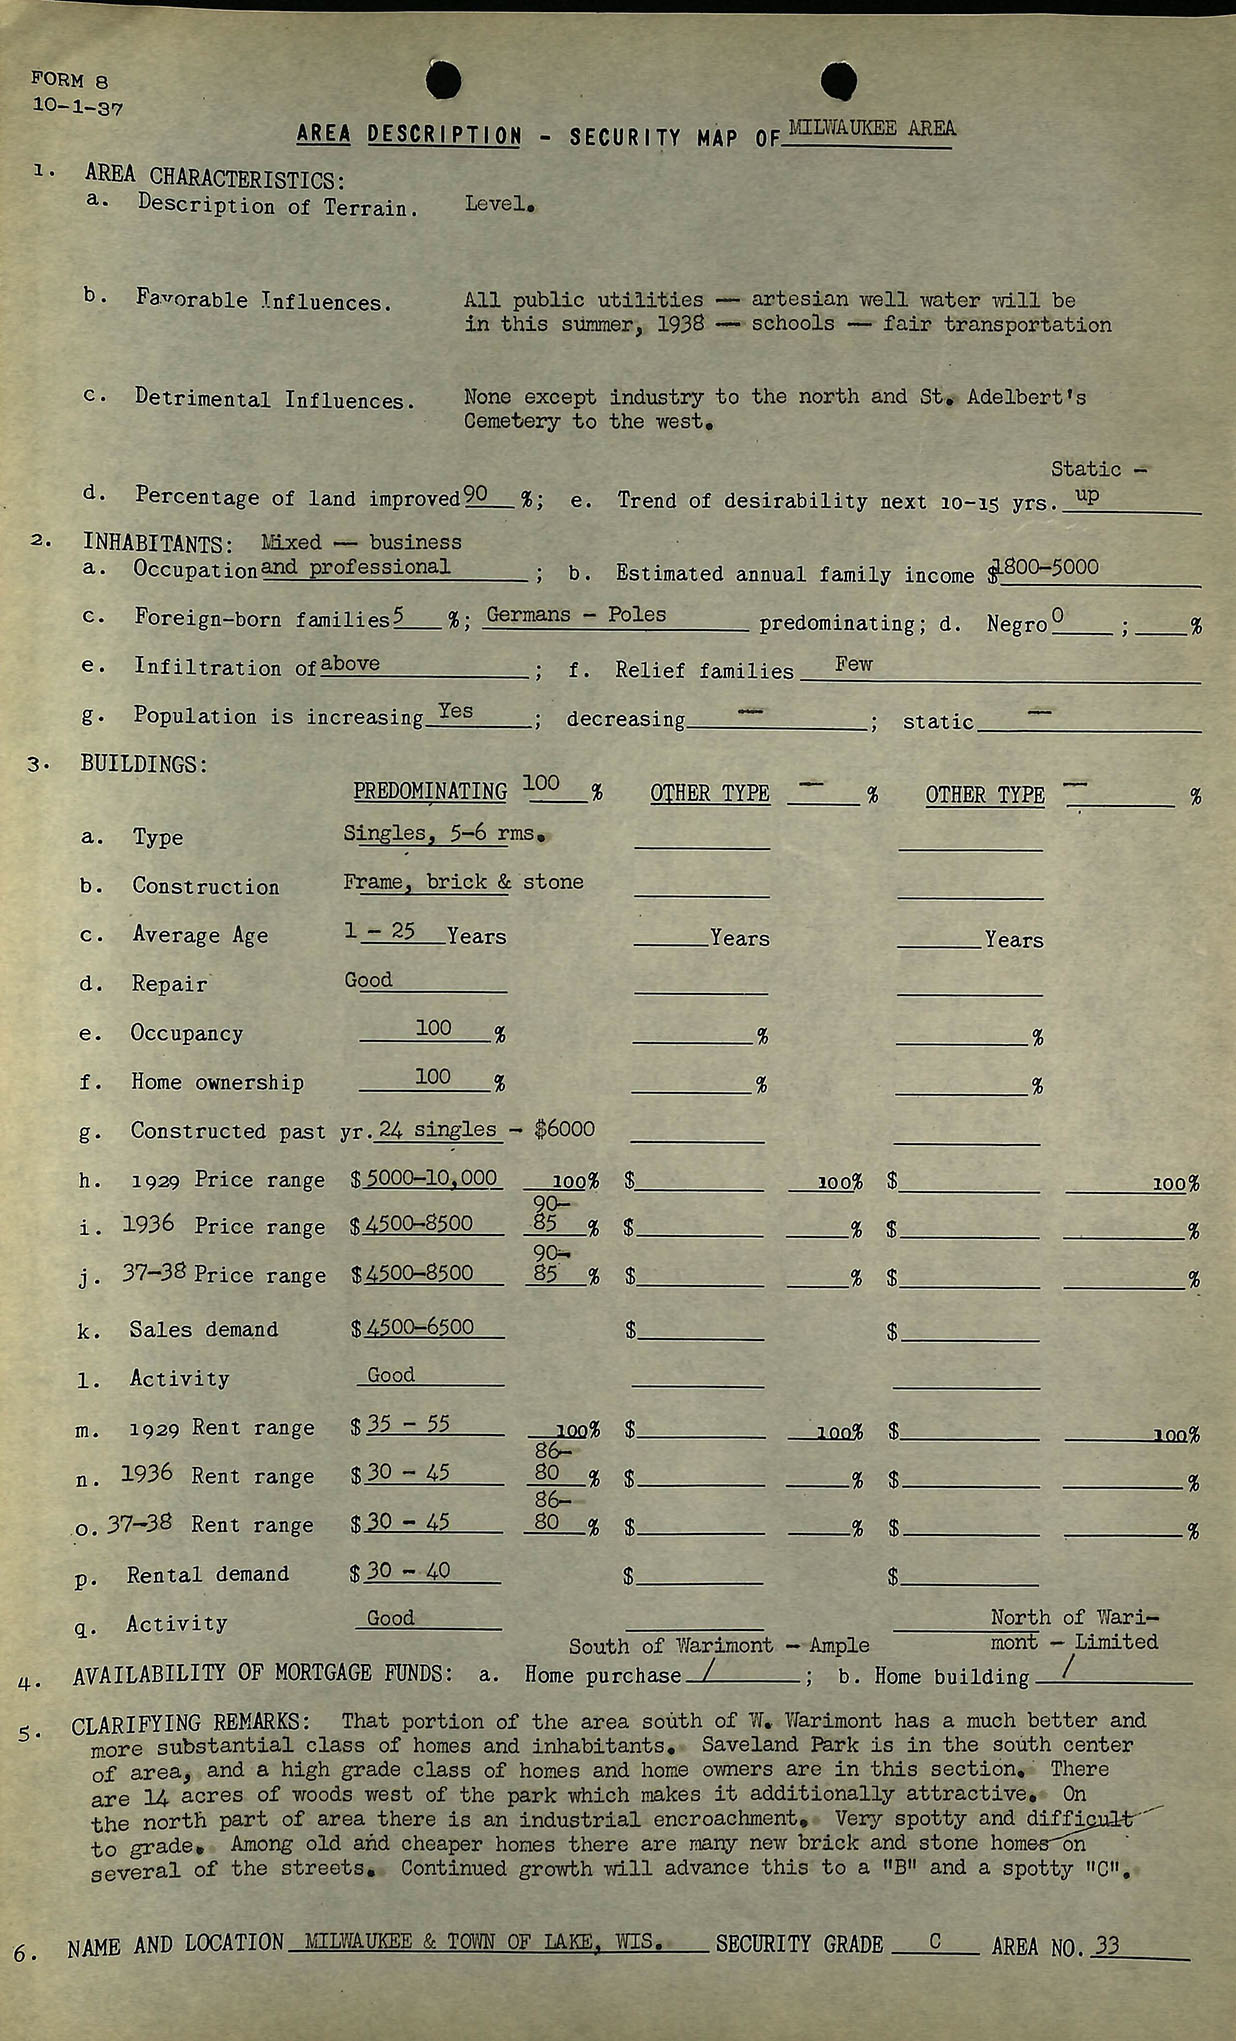 FORM 8
10-1-37
AREA DESCRIPTION - SECURITY MAP OF MILWAUKEE AREA
1. AREA CHARACTERISTICS:
a. Description of Terrain. Level.
b. Favorable Influences. All public utilities — artesian well water will be
in this summer, 1938 — schools — fair transportation
c. Detrimental Influences. None except industry to the north and St. Adelbert's
Cemetery to the west.
Static -
d. Percentage of land improved 90 %; e. Trend of desirability next 10-15 yrs. up
2. INHABITANTS: Mixed — business
a. Occupation and professional ; b. Estimated annual family income $1800-5000
c. Foreign-born families 5 %; Germans - Poles predominating; d. Negro 0 ; %
e. Infiltration of above ; f. Relief families Few
g. Population is increasing Yes ; decreasing — ; static —
3. BUILDINGS:
PREDOMINATING 100 % OTHER TYPE — % OTHER TYPE — %
a. Type Singles, 5-6 rms.
b. Construction Frame, brick & stone
c. Average Age 1 - 25 Years Years Years
d. Repair Good
e. Occupancy 100 % % %
f. Home ownership 100 % % %
g. Constructed past yr. 24 singles - $6000
h. 1929 Price range $ 5000-10,000 100% $ 100% $ 100%
90-
i. 1936 Price range $ 4500-8500 85 % $ % $ %
90-
j. 37-38 Price range $ 4500-8500 85 % $ % $ %
k. Sales demand $ 4500-6500 $ $
l. Activity Good
m. 1929 Rent range $ 35 - 55 100% $ 100% $ 100%
86-
n. 1936 Rent range $ 30 - 45 80 % $ % $ %
86-
o. 37-38 Rent range $ 30 - 45 80 % $ % $ %
p. Rental demand $ 30 - 40 $ $
q. Activity Good North of Wari-
South of Warimont - Ample mont - Limited
4. AVAILABILITY OF MORTGAGE FUNDS: a. Home purchase / ; b. Home building /
5. CLARIFYING REMARKS: That portion of the area south of W. Warimont has a much better and
more substantial class of homes and inhabitants. Saveland Park is in the south center
of area, and a high grade class of homes and home owners are in this section. There
are 14 acres of woods west of the park which makes it additionally attractive. On
the north part of area there is an industrial encroachment. Very spotty and difficult
to grade. Among old and cheaper homes there are many new brick and stone homes on
several of the streets. Continued growth will advance this to a "B" and a spotty "C".
6. NAME AND LOCATION MILWAUKEE & TOWN OF LAKE, WIS. SECURITY GRADE C AREA NO. 33